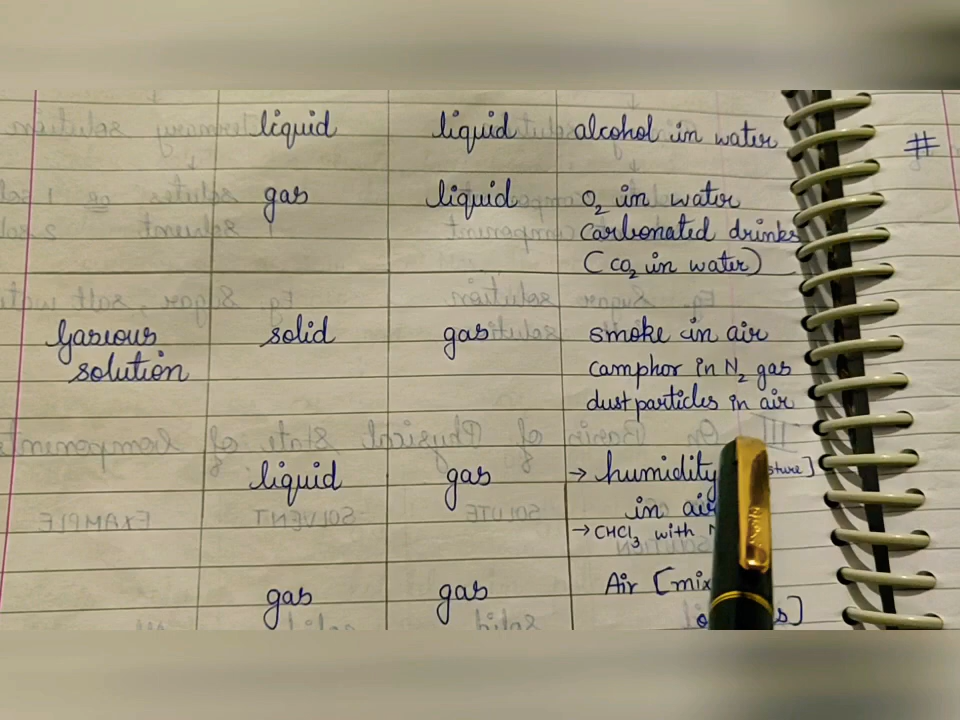 liquid liquid alcohol in water
#
gas liquid O₂ in water
carbonated drinks
(CO₂ in water)
Gasious solid gas smoke in air
solution camphor in N₂ gas
dust particles in air
liquid gas → humidity
in air
→ CHCl₃ with
gas gas Air